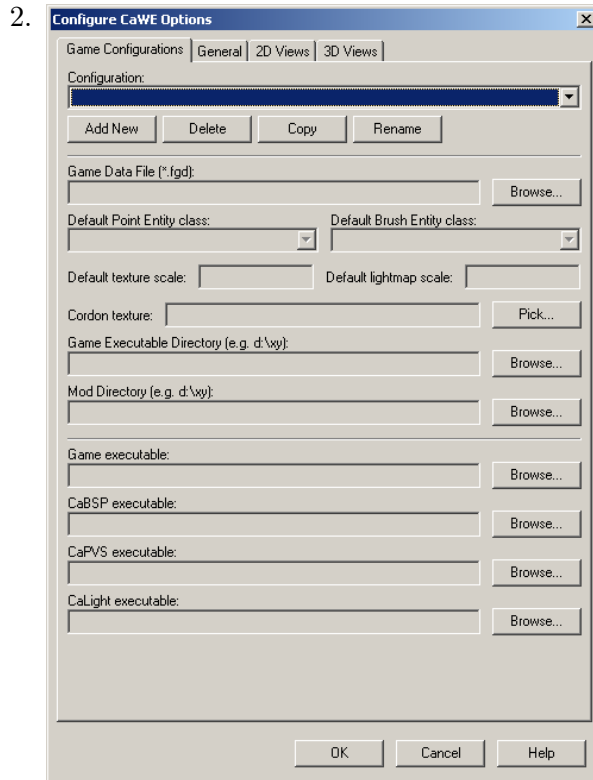 2.
Configure CaWE Options
Game Configurations General 2D Views 3D Views
Configuration:
Add New Delete Copy Rename
Game Data File (*.fgd):
Browse...
Default Point Entity class: Default Brush Entity class:
Default texture scale: Default lightmap scale:
Cordon texture: Pick...
Game Executable Directory (e.g. d:\xy):
Browse...
Mod Directory (e.g. d:\xy):
Browse...
Game executable:
Browse...
CaBSP executable:
Browse...
CaPVS executable:
Browse...
CaLight executable:
Browse...
OK Cancel Help